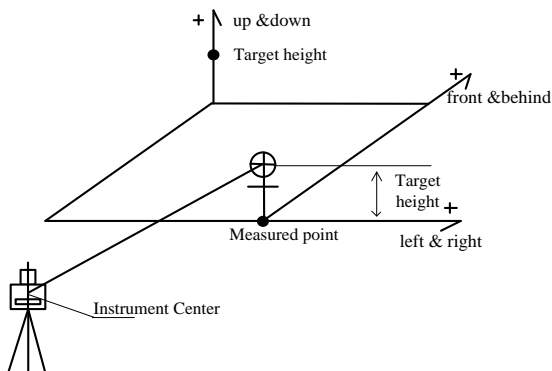 + up &down
Target height
+
front &behind
Target
height
+
Measured point
left & right
Instrument Center